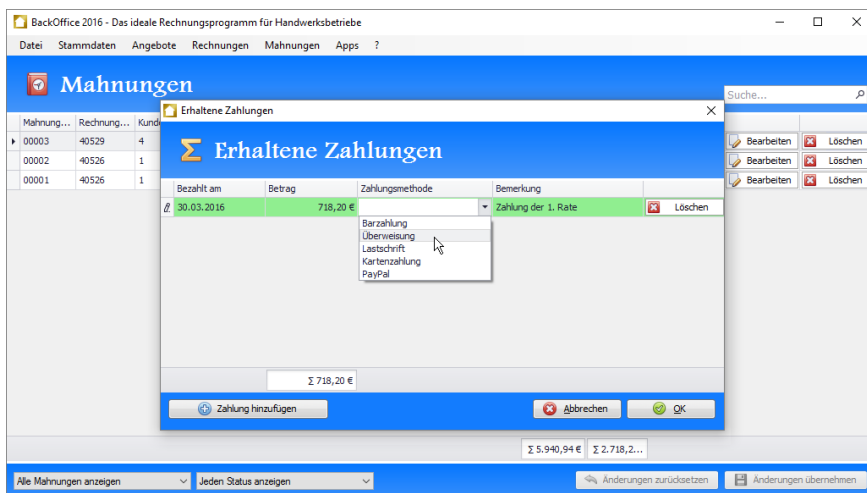 BackOffice 2016 - Das ideale Rechnungsprogramm für Handwerksbetriebe
Datei Stammdaten Angebote Rechnungen Mahnungen Apps ?
Mahnungen
Suche...
Mahnung... Rechnung... Kund
00003 40529 4 Bearbeiten Löschen
00002 40526 1 Bearbeiten Löschen
00001 40526 1 Bearbeiten Löschen
Erhaltene Zahlungen
Σ Erhaltene Zahlungen
Bezahlt am Betrag Zahlungsmethode Bemerkung
30.03.2016 718,20 € Zahlung der 1. Rate Löschen
Barzahlung
Überweisung
Lastschrift
Kartenzahlung
PayPal
Σ 718,20 €
Zahlung hinzufügen Abbrechen OK
Σ 5.940,94 € Σ 2.718,2...
Alle Mahnungen anzeigen Jeden Status anzeigen Änderungen zurücksetzen Änderungen übernehmen